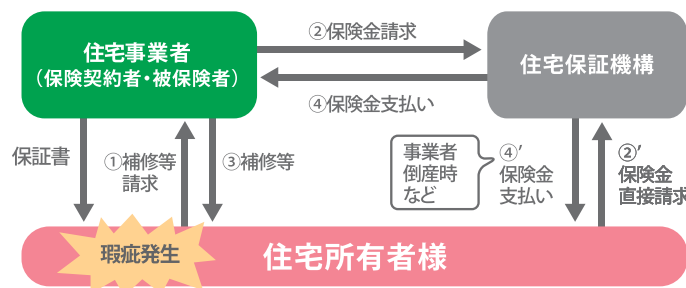 住宅事業者
（保険契約者・被保険者）
②保険金請求
④保険金支払い
住宅保証機構
保証書
①補修等
請求
③補修等
事業者
倒産時
など
④′
保険金
支払い
②′
保険金
直接請求
瑕疵発生
住宅所有者様